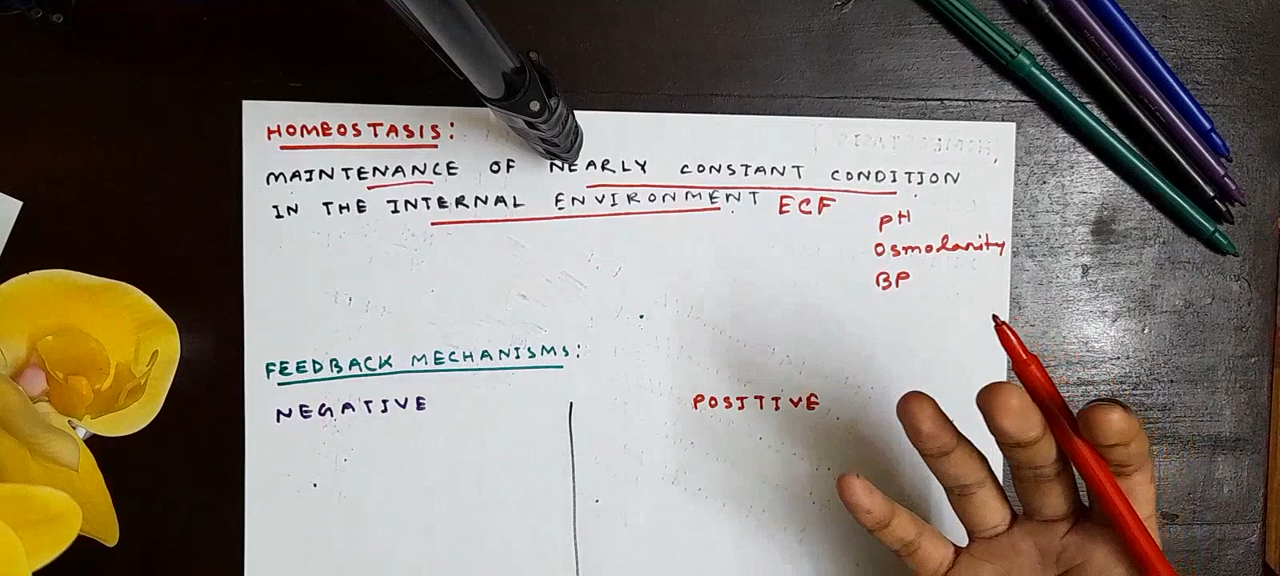 HOMEOSTASIS:
MAINTENANCE OF NEARLY CONSTANT CONDITION
IN THE INTERNAL ENVIRONMENT ECF
PH
Osmolarity
BP
FEEDBACK MECHANISMS:
NEGATIVE
POSITIVE